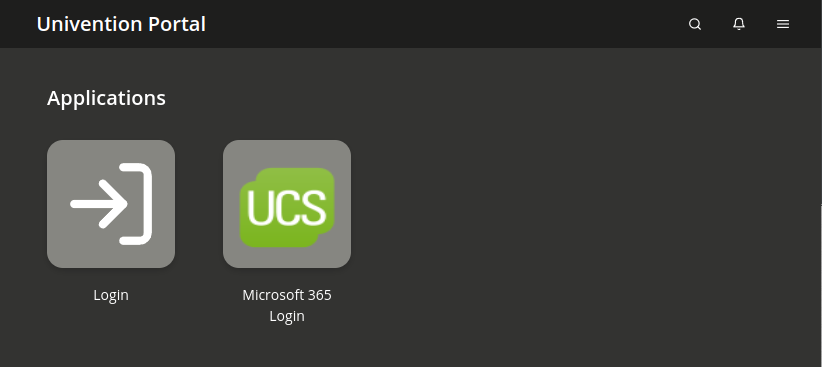 Univention Portal
Applications
UCS
Login
Microsoft 365
Login